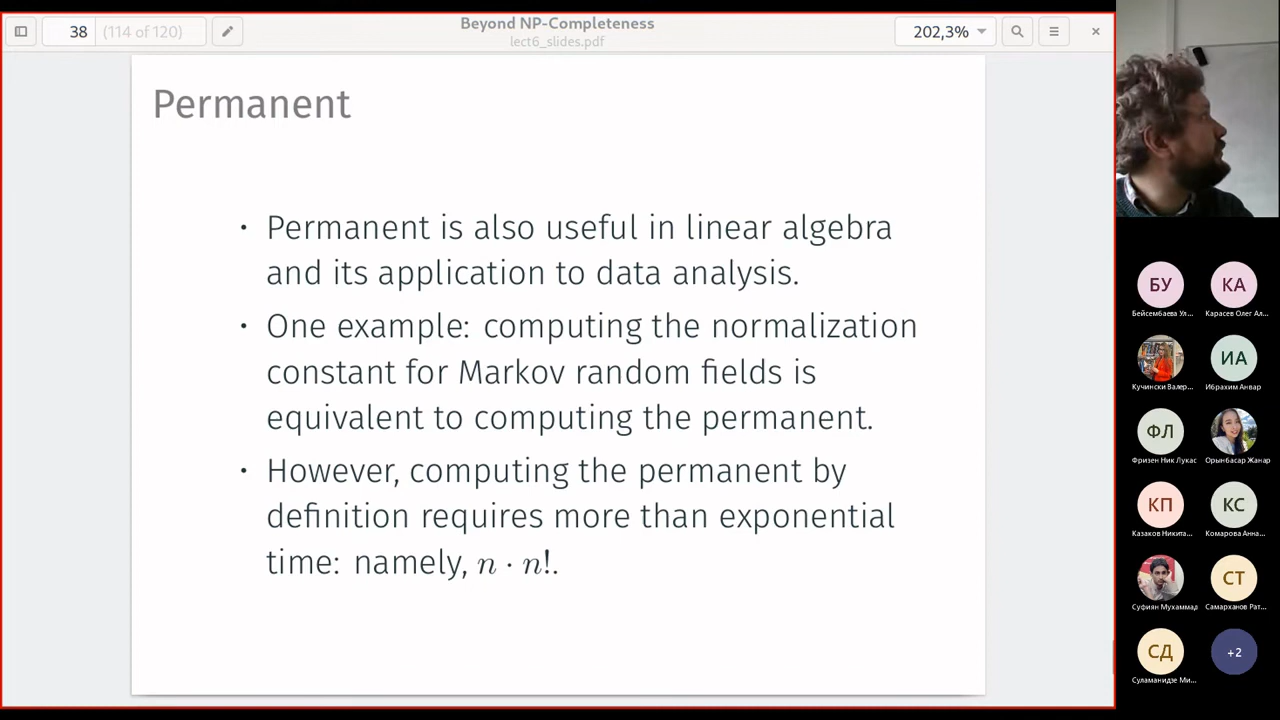 38 (114 of 120)
Beyond NP-Completeness
lect6_slides.pdf
202,3%
Permanent
• Permanent is also useful in linear algebra
and its application to data analysis.
• One example: computing the normalization
constant for Markov random fields is
equivalent to computing the permanent.
• However, computing the permanent by
definition requires more than exponential
time: namely, n · n!.
БУ КА
Бейсембаева Ул... Карасев Олег Ал...
ИА
Кучински Валер... Ибрахим Анвар
ФЛ
Фризен Ник Лукас Орынбасар Жанар
КП КС
Казаков Никита... Комарова Анна...
СТ
Суфиян Мухаммад Самарханов Рат...
СД +2
Суламанидзе Ми...